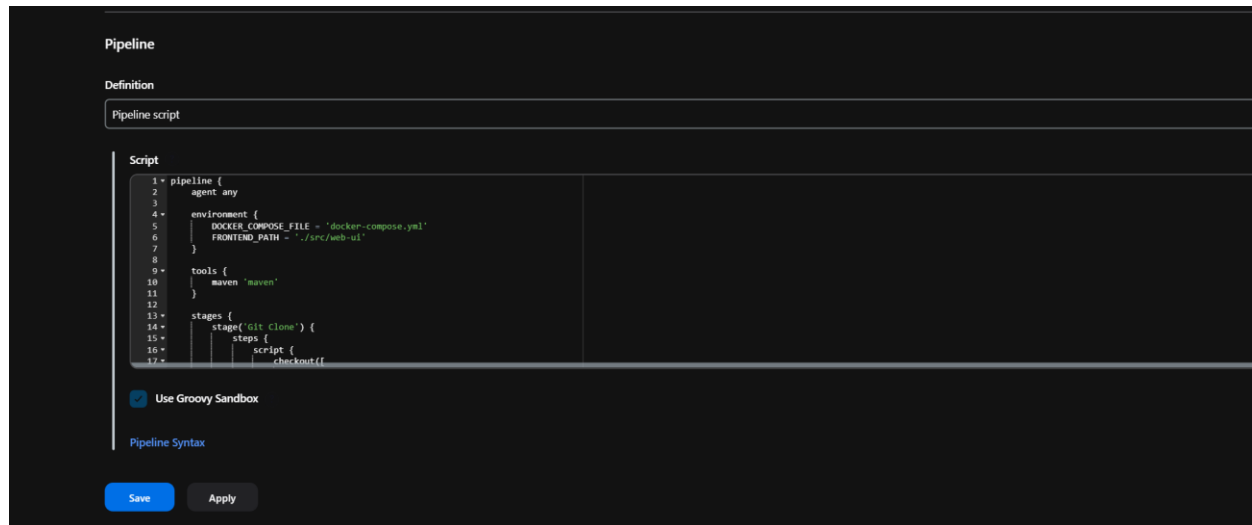 Pipeline
Definition
Pipeline script
Script
1 pipeline {
2 agent any
3
4 environment {
5 DOCKER_COMPOSE_FILE = 'docker-compose.yml'
6 FRONTEND_PATH = './src/web-ui'
7 }
8
9 tools {
10 maven 'maven'
11 }
12
13 stages {
14 stage('Git Clone') {
15 steps {
16 script {
17 checkout([
Use Groovy Sandbox
Pipeline Syntax
Save Apply